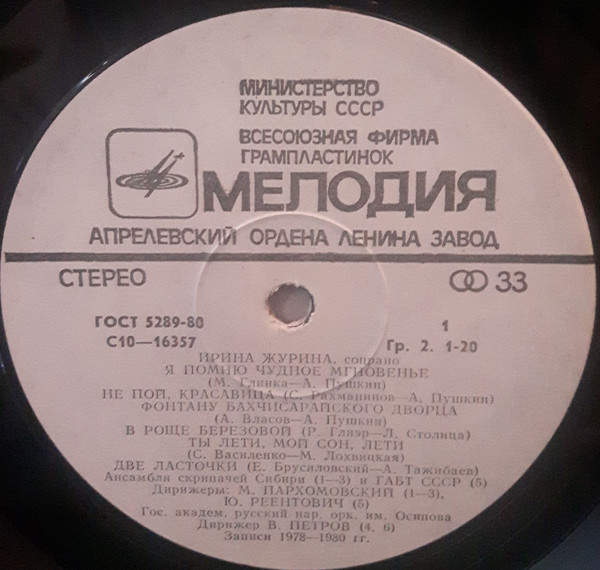 МИНИСТЕРСТВО
КУЛЬТУРЫ СССР
ВСЕСОЮЗНАЯ ФИРМА
ГРАМПЛАСТИНОК
МЕЛОДИЯ
АПРЕЛЕВСКИЙ ОРДЕНА ЛЕНИНА ЗАВОД
СТЕРЕО 33
ГОСТ 5289-80 1
С10—16357 Гр. 2. 1-20
ИРИНА ЖУРИНА, сопрано
Я ПОМНЮ ЧУДНОЕ МГНОВЕНЬЕ
(М. Глинка—А. Пушкин)
НЕ ПОЙ, КРАСАВИЦА (С. Рахманинов—А. Пушкин)
ФОНТАНУ БАХЧИСАРАЙСКОГО ДВОРЦА
(А. Власов—А. Пушкин)
В РОЩЕ БЕРЕЗОВОЙ (Р. Глиэр—Л. Столица)
ТЫ ЛЕТИ, МОЙ СОН, ЛЕТИ
(С. Василенко—М. Лохвицкая)
ДВЕ ЛАСТОЧКИ (Е. Брусиловский—А. Тажибаев)
Ансамбли скрипачей Сибири (1—3) и ГАБТ СССР (5)
Дирижеры: М. ПАРХОМОВСКИЙ (1—3),
Ю. РЕЕНТОВИЧ (5)
Гос. академ. русский нар. орк. им. Осипова
Дирижер В. ПЕТРОВ (4, 6)
Записи 1978—1980 гг.